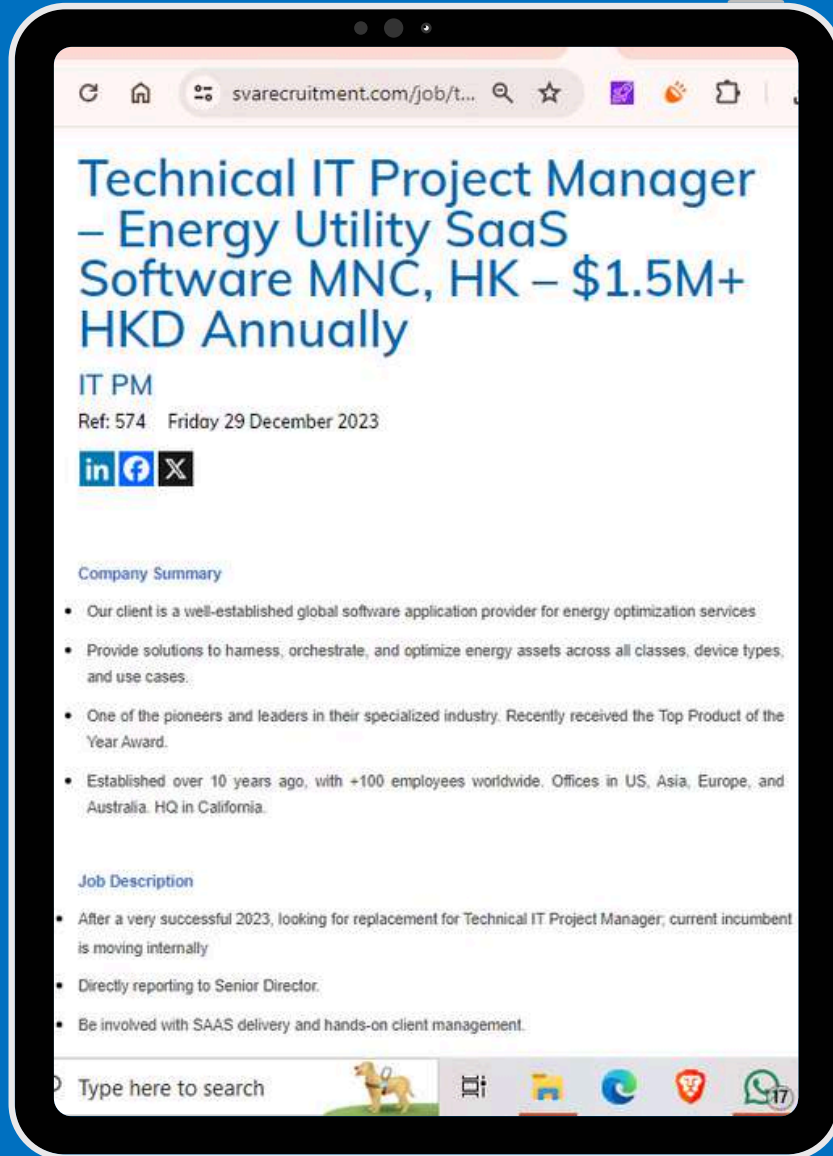 svarecruitment.com/job/t...
Technical IT Project Manager
– Energy Utility SaaS
Software MNC, HK – $1.5M+
HKD Annually
IT PM
Ref: 574 Friday 29 December 2023
in f X
Company Summary
• Our client is a well-established global software application provider for energy optimization services
• Provide solutions to harness, orchestrate, and optimize energy assets across all classes, device types,
and use cases.
• One of the pioneers and leaders in their specialized industry. Recently received the Top Product of the
Year Award.
• Established over 10 years ago, with +100 employees worldwide. Offices in US, Asia, Europe, and
Australia. HQ in California.
Job Description
• After a very successful 2023, looking for replacement for Technical IT Project Manager; current incumbent
is moving internally
• Directly reporting to Senior Director.
• Be involved with SAAS delivery and hands-on client management.
Type here to search
17